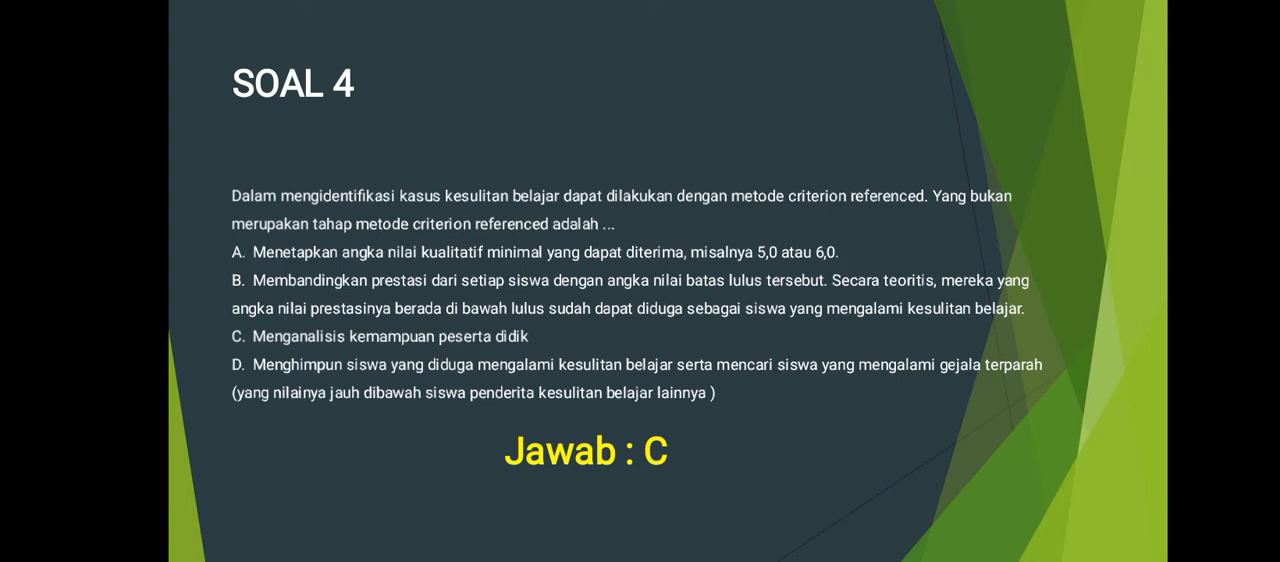 SOAL 4
Dalam mengidentifikasi kasus kesulitan belajar dapat dilakukan dengan metode criterion referenced. Yang bukan
merupakan tahap metode criterion referenced adalah ...
A. Menetapkan angka nilai kualitatif minimal yang dapat diterima, misalnya 5,0 atau 6,0.
B. Membandingkan prestasi dari setiap siswa dengan angka nilai batas lulus tersebut. Secara teoritis, mereka yang
angka nilai prestasinya berada di bawah lulus sudah dapat diduga sebagai siswa yang mengalami kesulitan belajar.
C. Menganalisis kemampuan peserta didik
D. Menghimpun siswa yang diduga mengalami kesulitan belajar serta mencari siswa yang mengalami gejala terparah
(yang nilainya jauh dibawah siswa penderita kesulitan belajar lainnya )
Jawab : C